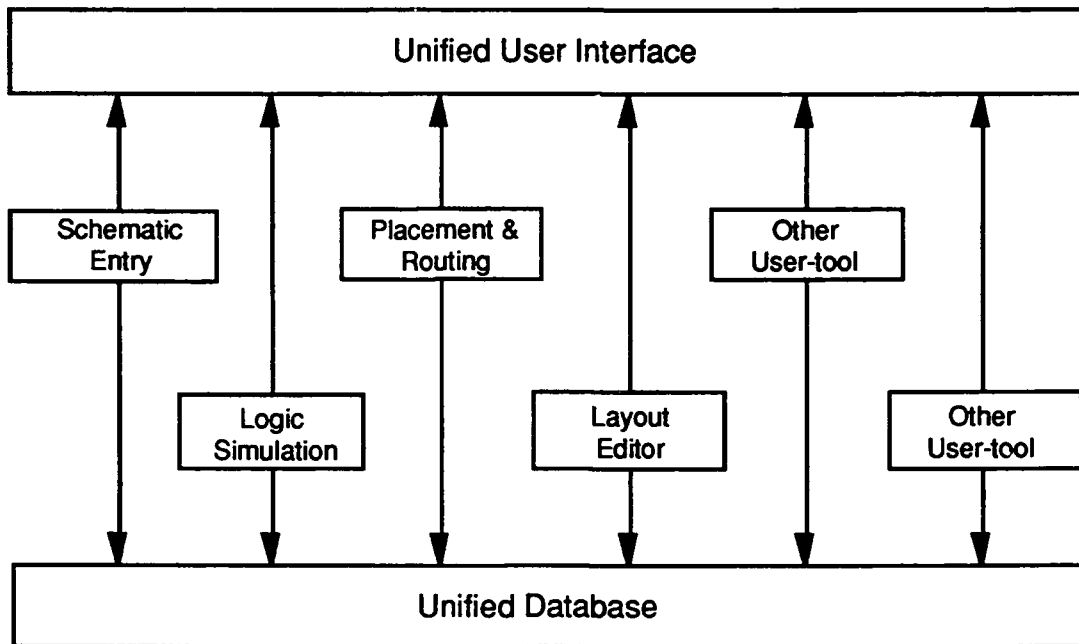 Unified User Interface
Schematic
Entry
Placement &
Routing
Other
User-tool
Logic
Simulation
Layout
Editor
Other
User-tool
Unified Database